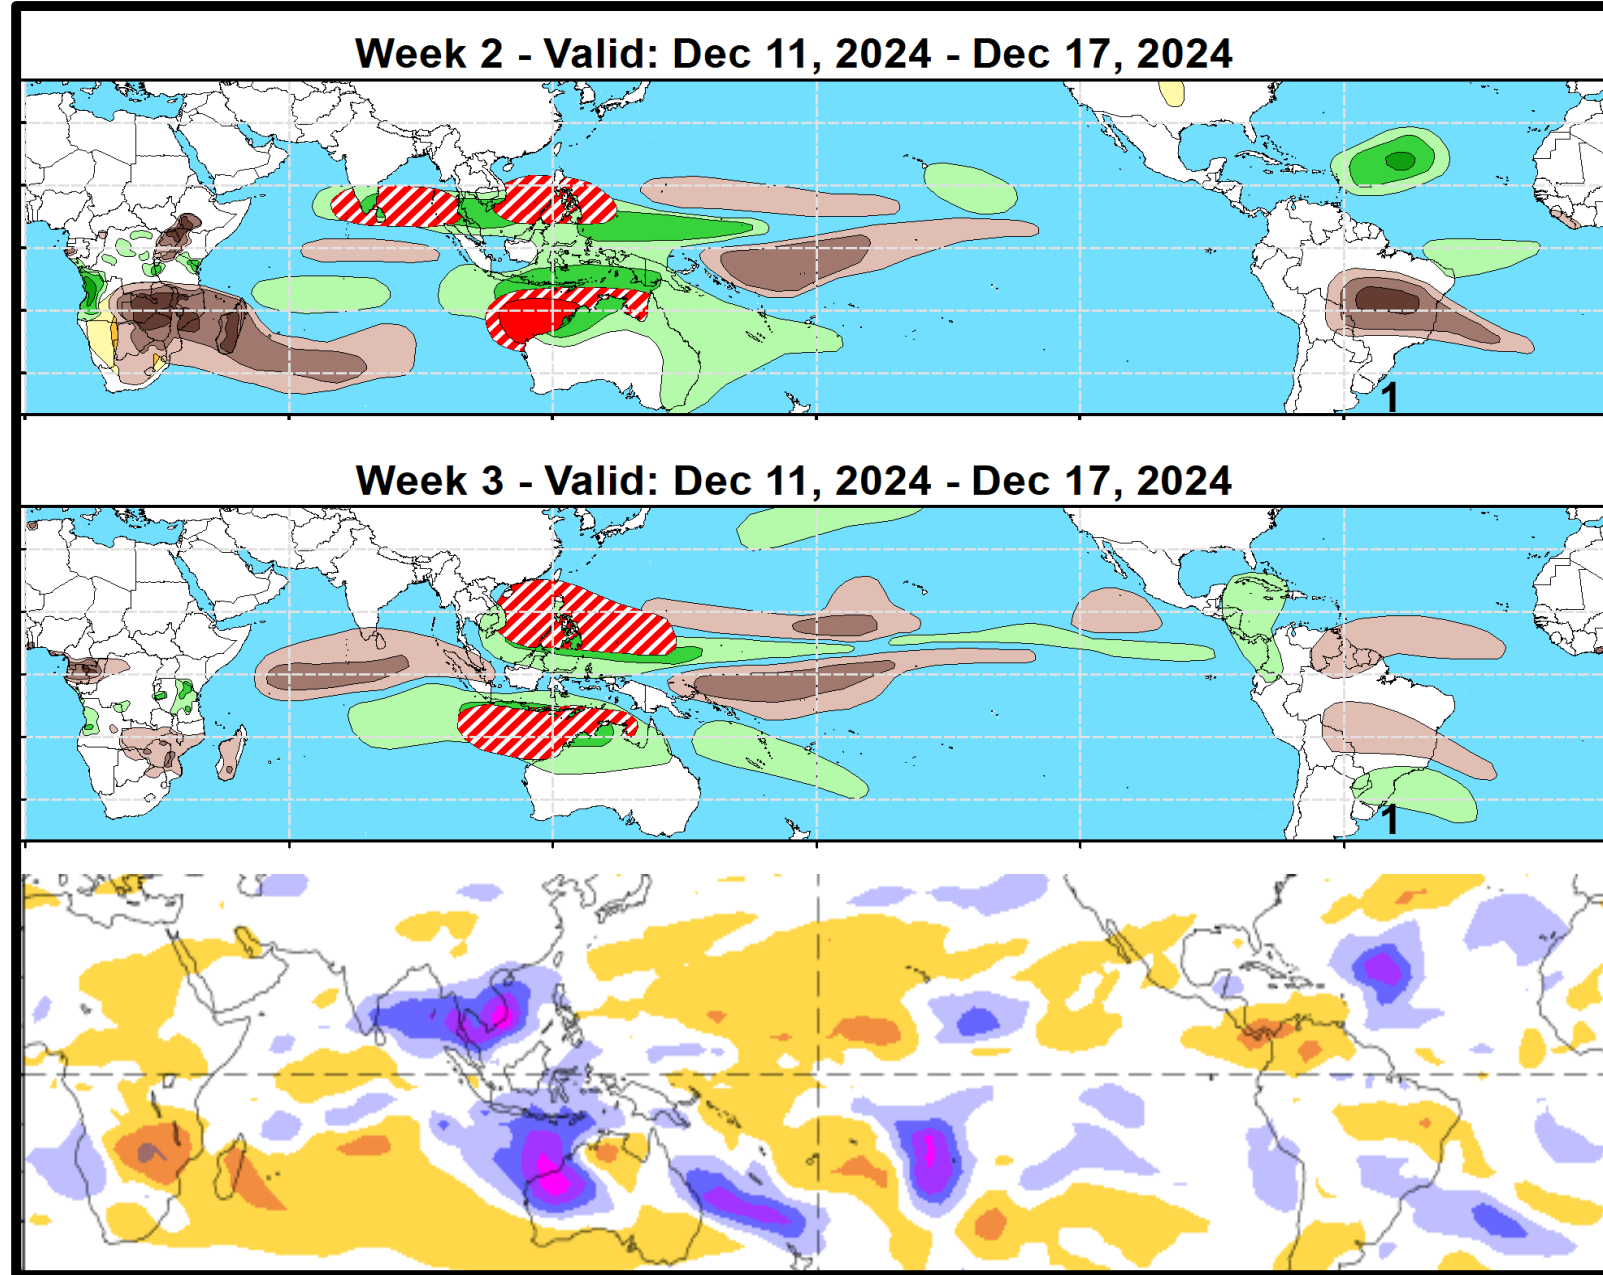 Week 2 - Valid: Dec 11, 2024 - Dec 17, 2024
1
Week 3 - Valid: Dec 11, 2024 - Dec 17, 2024
1